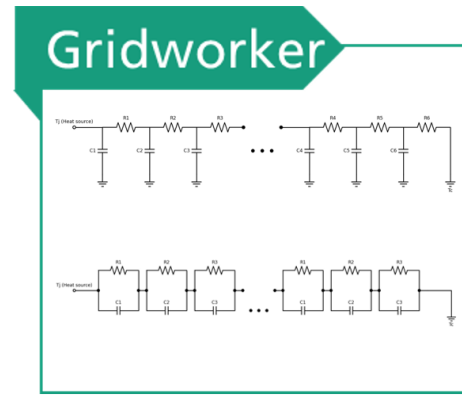 Gridworker
R1 R2 R3 R4 R5 R6
Tj (Heat source)
C1 C2 C3 C4 C5 C6
R1 R2 R3 R1 R2 R3
Tj (Heat source)
C1 C2 C3 C1 C2 C3